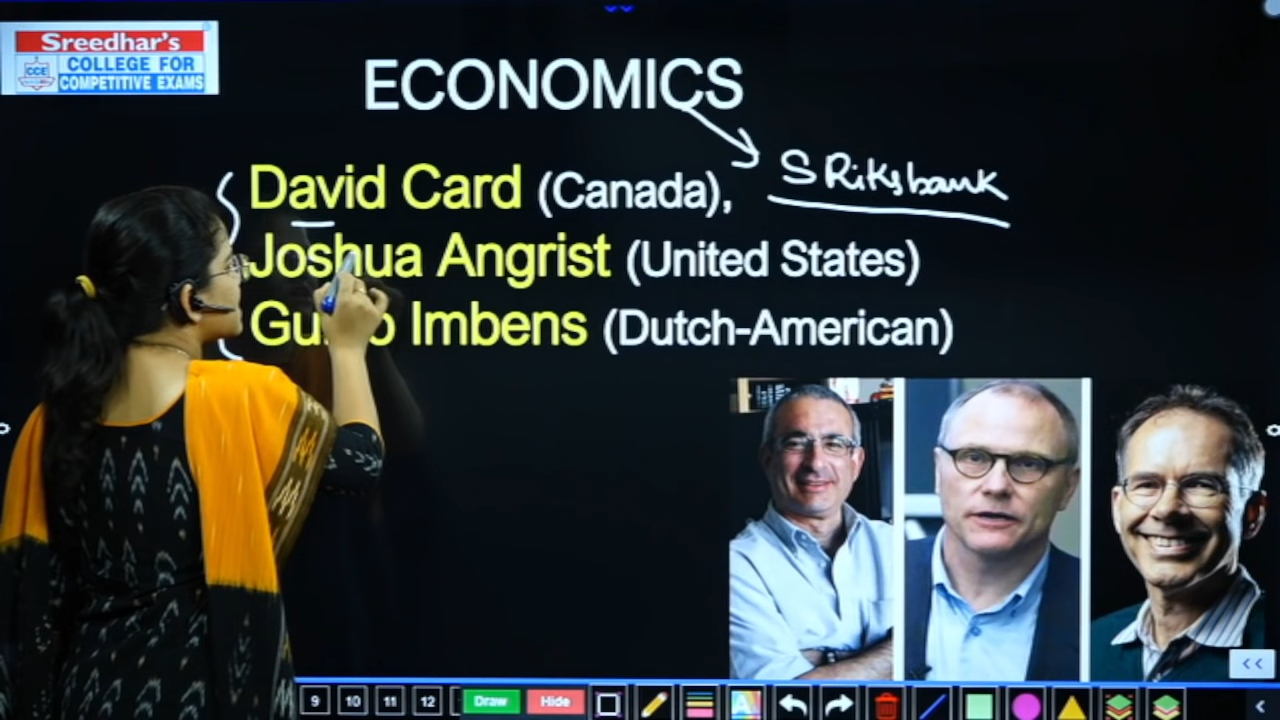 Sreedhar's
CCE
COLLEGE FOR
COMPETITIVE EXAMS
ECONOMICS
S Riksbank
David Card (Canada),
Joshua Angrist (United States)
Imbens (Dutch-American)
9 10 11 12 Draw Hide